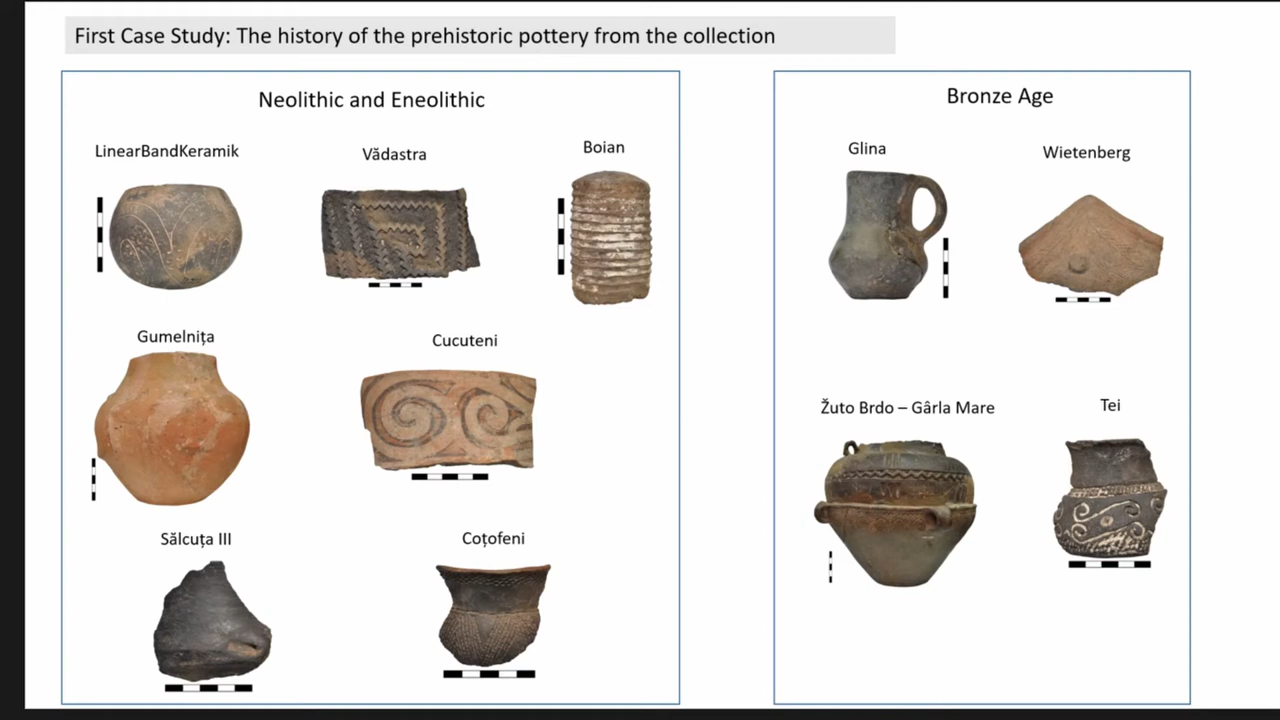 First Case Study: The history of the prehistoric pottery from the collection
Neolithic and Eneolithic
LinearBandKeramik
Vădastra
Boian
Gumelnița
Cucuteni
Sălcuța III
Coțofeni
Bronze Age
Glina
Wietenberg
Žuto Brdo – Gârla Mare
Tei